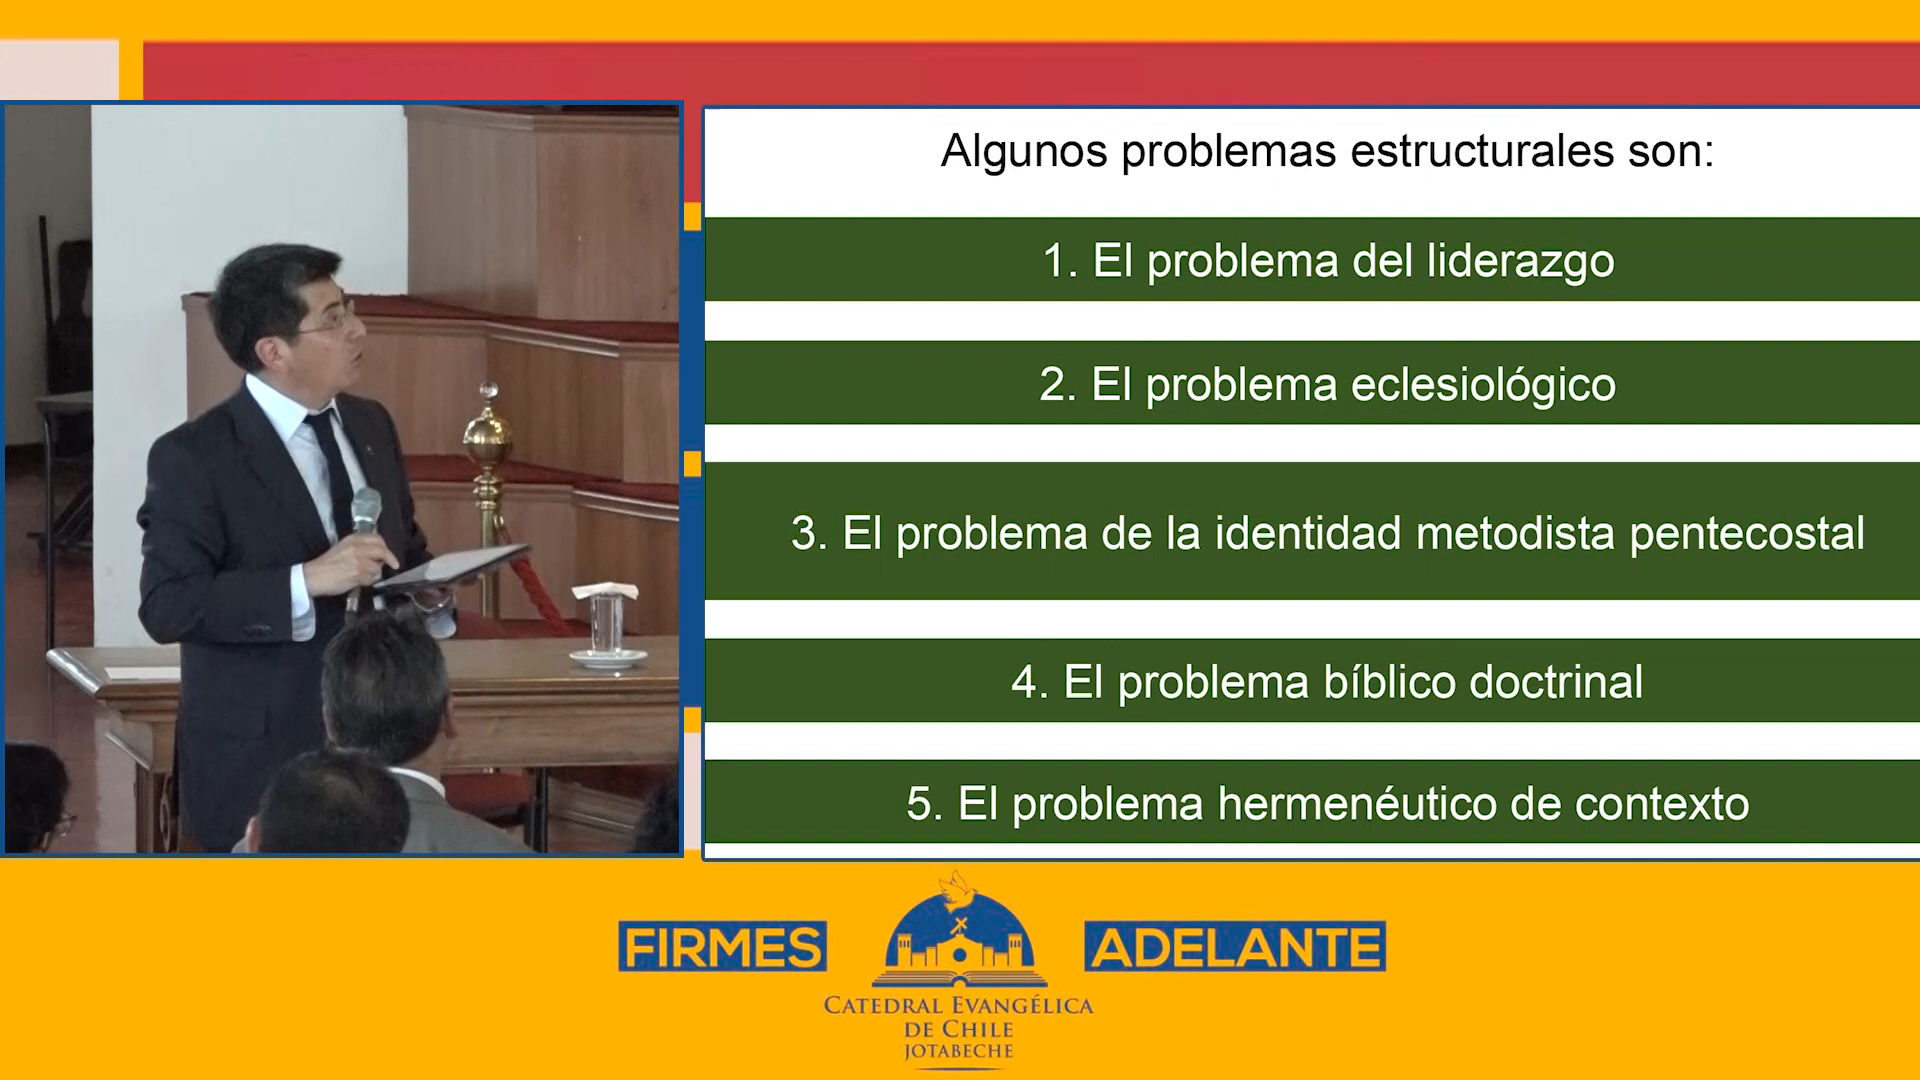 Algunos problemas estructurales son:
1. El problema del liderazgo
2. El problema eclesiológico
3. El problema de la identidad metodista pentecostal
4. El problema bíblico doctrinal
5. El problema hermenéutico de contexto
FIRMES
ADELANTE
CATEDRAL EVANGÉLICA
DE CHILE
JOTABECHE